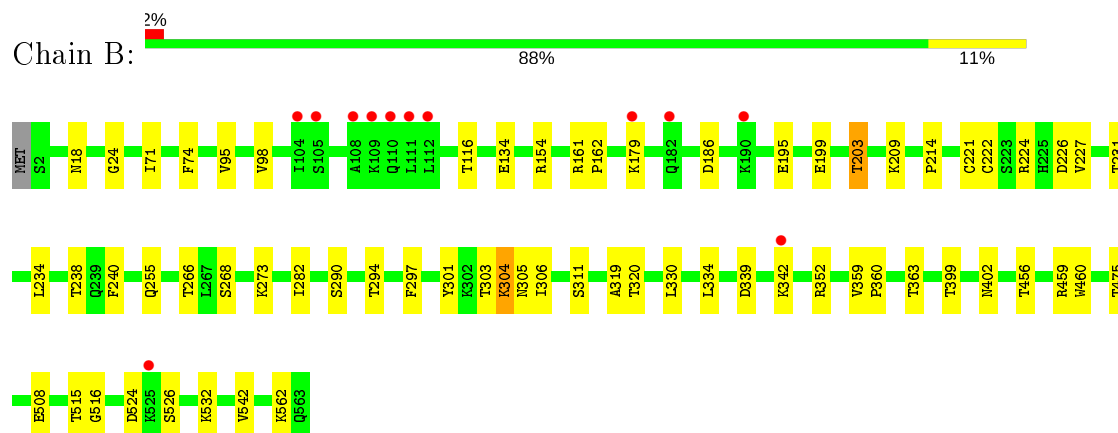 2%
Chain B:
88% 11%
MET S2 N18 G24 I71 F74 V95 V98 I104 S105 A108 K109 Q110 L111 L112 T116 E134 R154 R161 P162 K179 Q182 D186 K190 E195 E199 T203 K209 P214 C221 C222 S223 R224 H225 D226 V227 T231
L234 T238 Q239 F240 Q255 T266 L267 S268 K273 I282 S290 T294 F297 Y301 K302 T303 K304 N305 I306 S311 A319 T320 L330 L334 D339 K342 R352 V359 P360 T363 T399 N402 T456 R459 W460 T475
E508 T515 G516 D524 K525 S526 K532 V542 K562 Q563